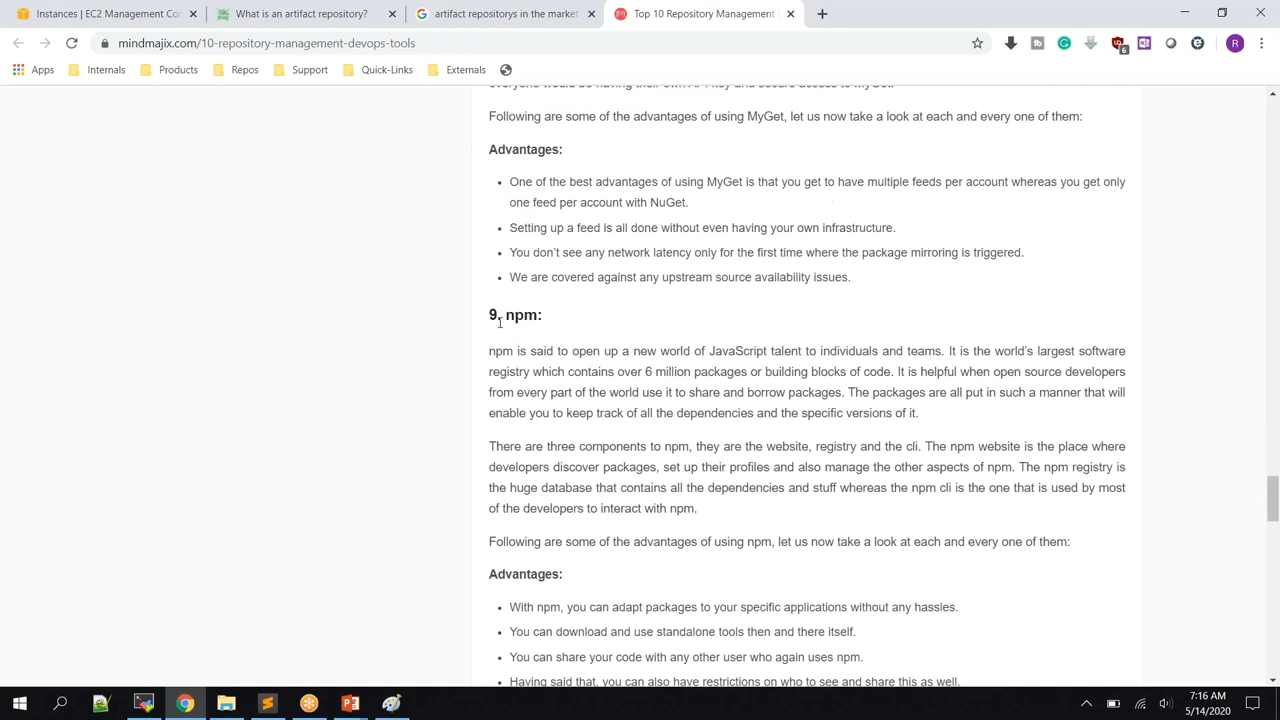 Instances | EC2 Management Co
What is an artifact repository?
artifact repositorys in the market
Top 10 Repository Management
mindmajix.com/10-repository-management-devops-tools
6
R
Apps
Internals
Products
Repos
Support
Quick-Links
Externals
Following are some of the advantages of using MyGet, let us now take a look at each and every one of them:
Advantages:
One of the best advantages of using MyGet is that you get to have multiple feeds per account whereas you get only
one feed per account with NuGet.
Setting up a feed is all done without even having your own infrastructure.
You don’t see any network latency only for the first time where the package mirroring is triggered.
We are covered against any upstream source availability issues.
9. npm:
npm is said to open up a new world of JavaScript talent to individuals and teams. It is the world’s largest software
registry which contains over 6 million packages or building blocks of code. It is helpful when open source developers
from every part of the world use it to share and borrow packages. The packages are all put in such a manner that will
enable you to keep track of all the dependencies and the specific versions of it.
There are three components to npm, they are the website, registry and the cli. The npm website is the place where
developers discover packages, set up their profiles and also manage the other aspects of npm. The npm registry is
the huge database that contains all the dependencies and stuff whereas the npm cli is the one that is used by most
of the developers to interact with npm.
Following are some of the advantages of using npm, let us now take a look at each and every one of them:
Advantages:
With npm, you can adapt packages to your specific applications without any hassles.
You can download and use standalone tools then and there itself.
You can share your code with any other user who again uses npm.
Having said that, you can also have restrictions on who to see and share this as well.
7:16 AM
5/14/2020